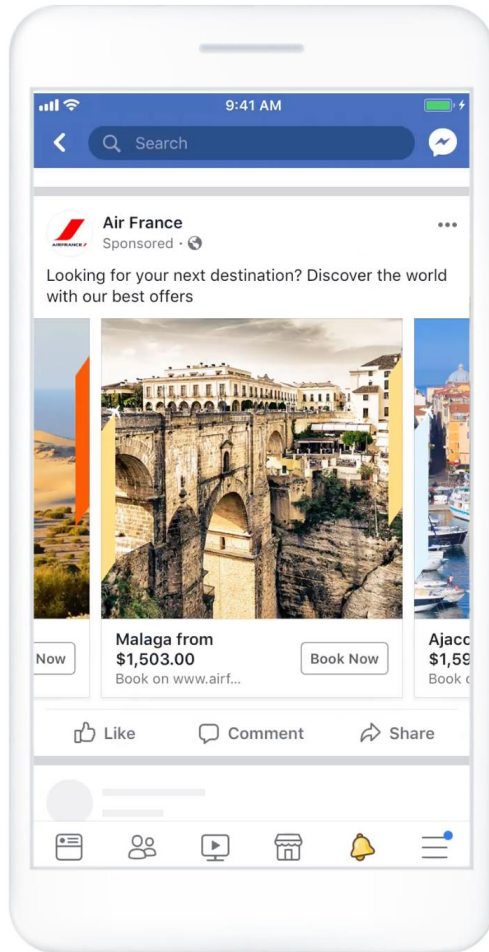 9:41 AM
Search
Air France
Sponsored
AIRFRANCE
Looking for your next destination? Discover the world
with our best offers
Now
Malaga from
$1,503.00
Book on www.airf...
Book Now
Ajacc
$1,59
Book
Like
Comment
Share